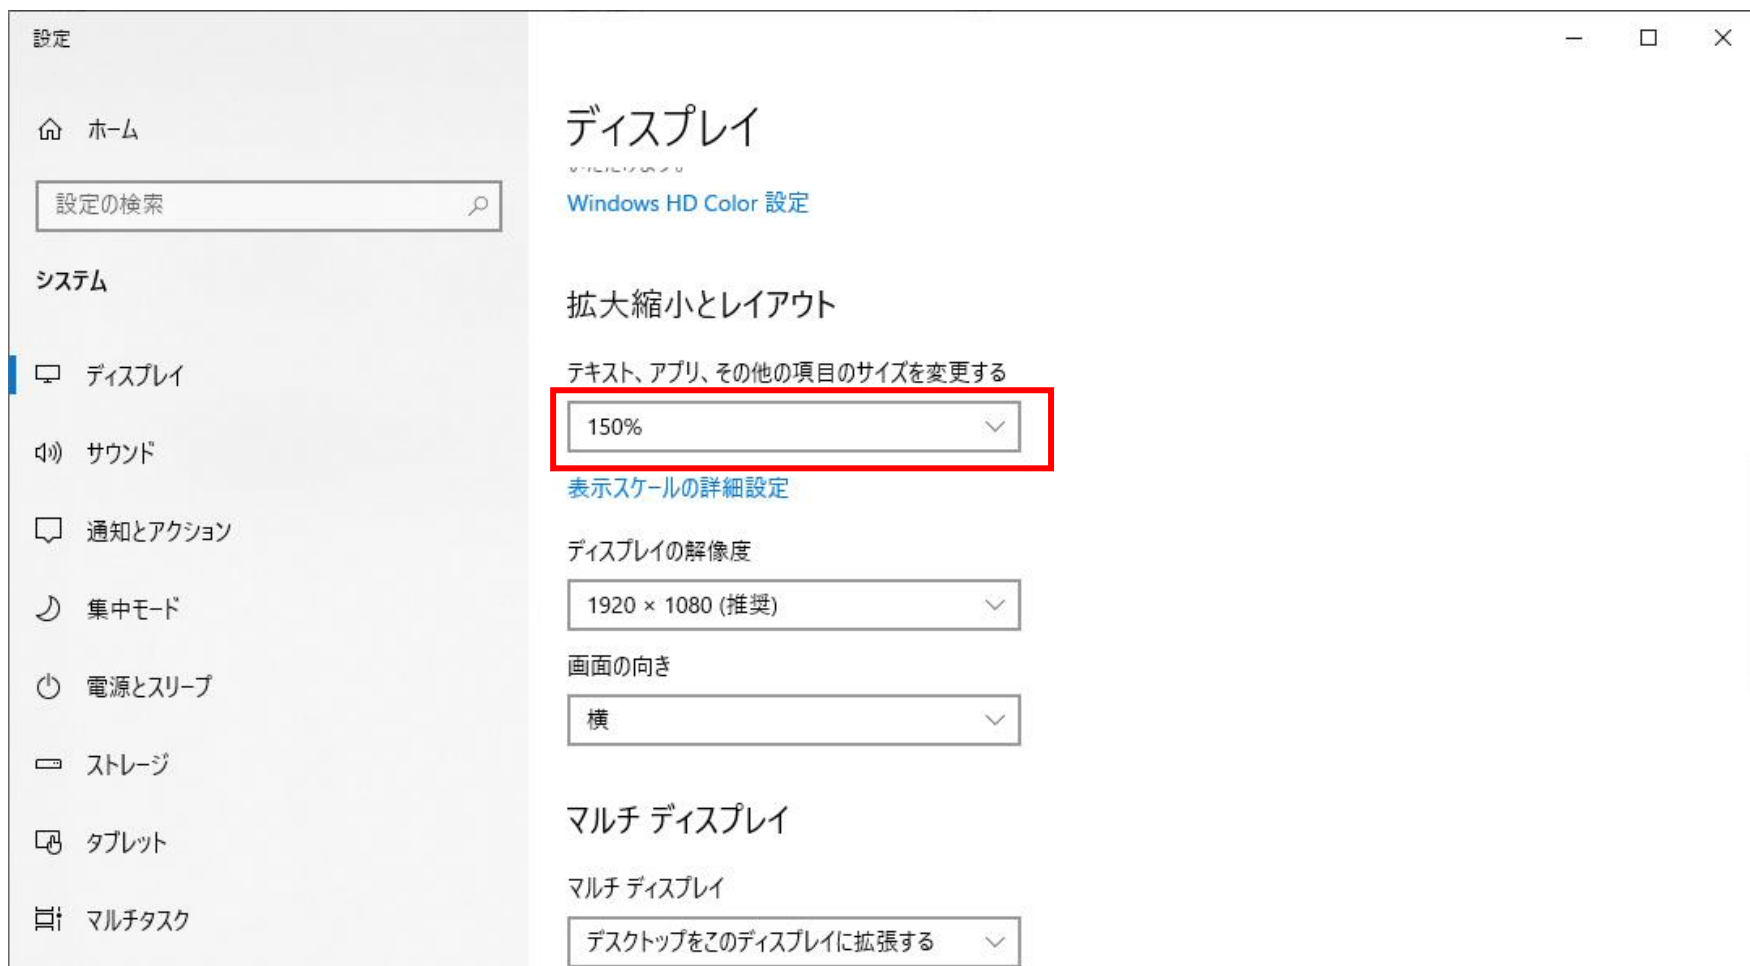 設定
ホーム
設定の検索
システム
ディスプレイ
サウンド
通知とアクション
集中モード
電源とスリープ
ストレージ
タブレット
マルチタスク
ディスプレイ
Windows HD Color 設定
拡大縮小とレイアウト
テキスト、アプリ、その他の項目のサイズを変更する
150%
表示スケールの詳細設定
ディスプレイの解像度
1920 × 1080 (推奨)
画面の向き
横
マルチ ディスプレイ
マルチ ディスプレイ
デスクトップをこのディスプレイに拡張する